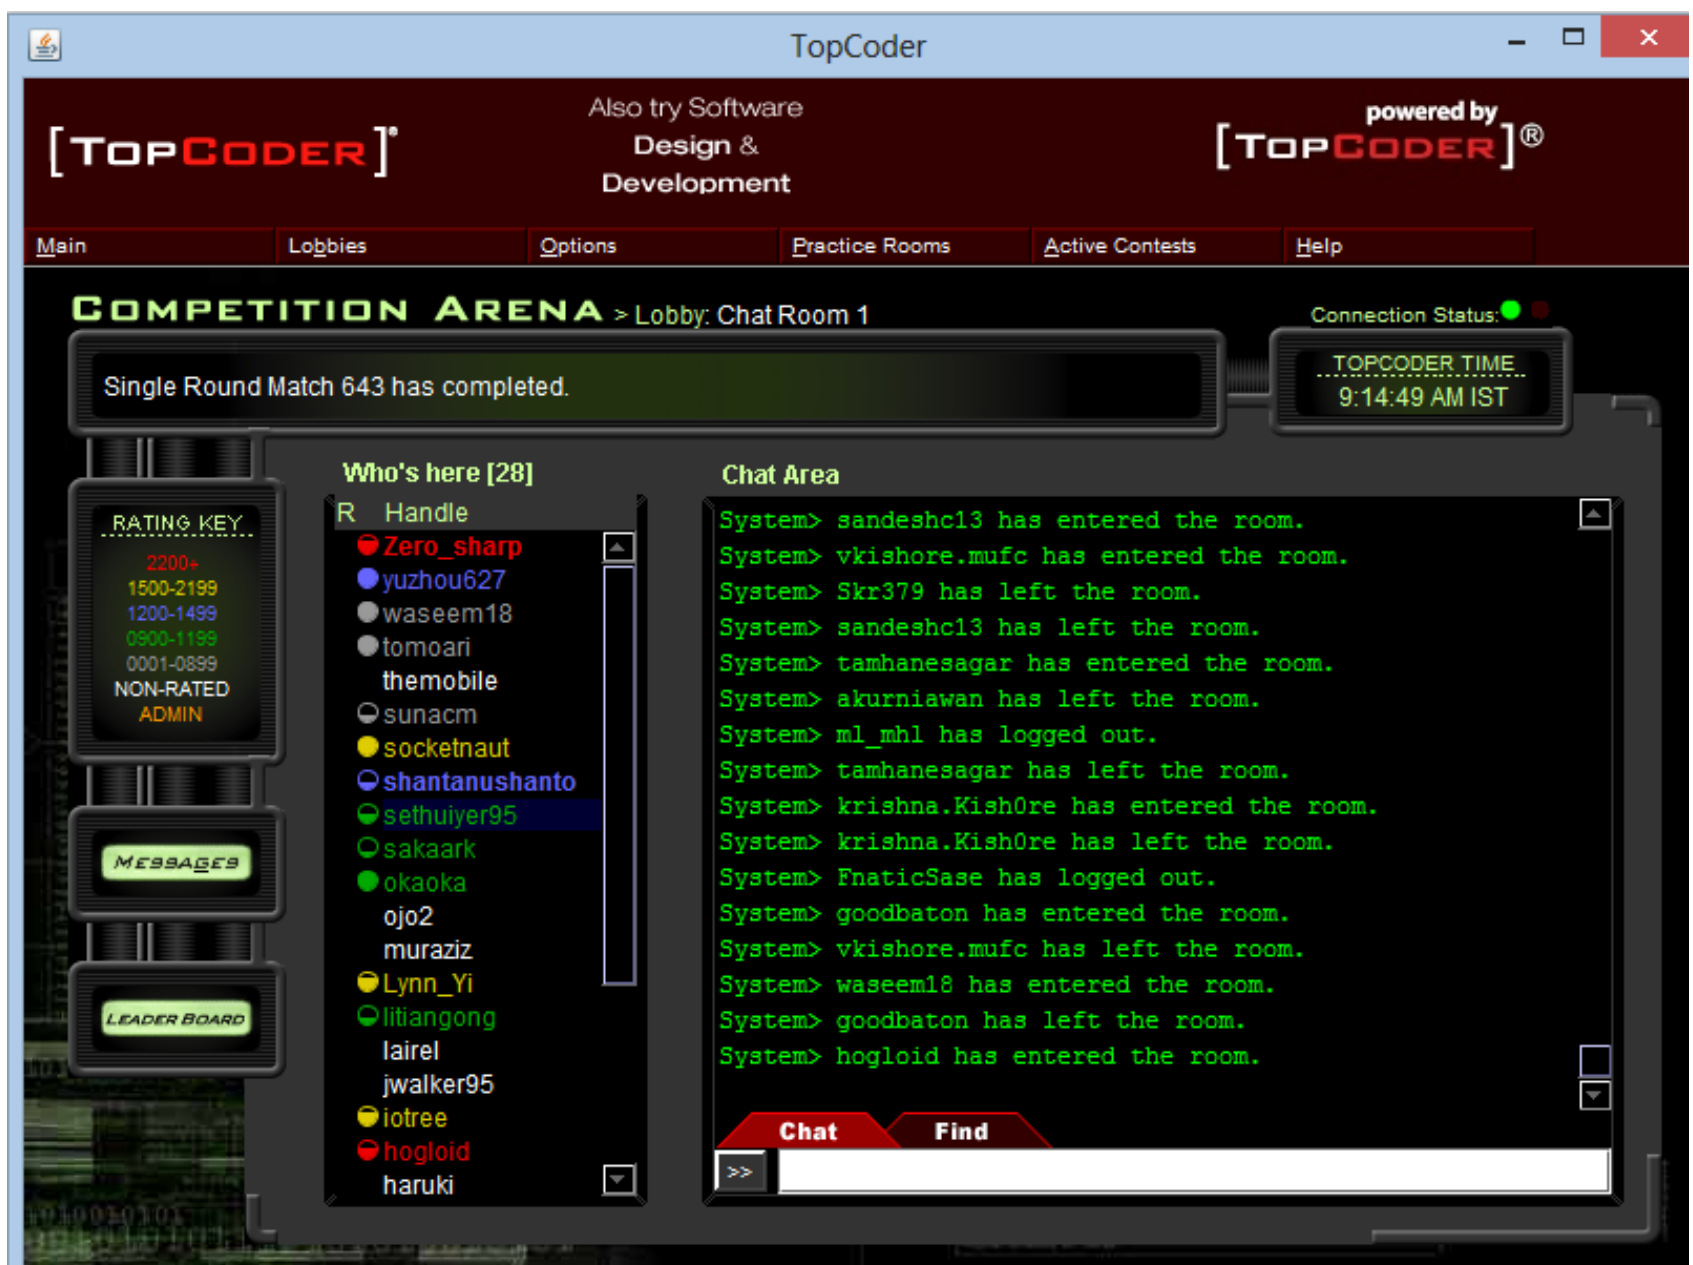 TopCoder
[TOPCODER]®
Also try Software
Design &
Development
powered by
[TOPCODER]®
Main Lobbies Options Practice Rooms Active Contests Help
COMPETITION ARENA > Lobby: Chat Room 1
Connection Status:
Single Round Match 643 has completed.
TOPCODER TIME
9:14:49 AM IST
RATING KEY
2200+
1500-2199
1200-1499
0900-1199
0001-0899
NON-RATED
ADMIN
MESSAGES
LEADER BOARD
Who's here [28]
R Handle
Zero_sharp
yuzhou627
waseem18
tomoari
themobile
sunacm
socketnaut
shantanushanto
sethuiyer95
sakaark
okaoka
ojo2
muraziz
Lynn_Yi
litiangong
lairel
jwalker95
iotree
hogloid
haruki
Chat Area
System> sandeshc13 has entered the room.
System> vkishore.mufc has entered the room.
System> Skr379 has left the room.
System> sandeshc13 has left the room.
System> tamhanesagar has entered the room.
System> akurniawan has left the room.
System> ml_mhl has logged out.
System> tamhanesagar has left the room.
System> krishna.Kish0re has entered the room.
System> krishna.Kish0re has left the room.
System> FnaticSase has logged out.
System> goodbaton has entered the room.
System> vkishore.mufc has left the room.
System> waseem18 has entered the room.
System> goodbaton has left the room.
System> hogloid has entered the room.
Chat Find
>>